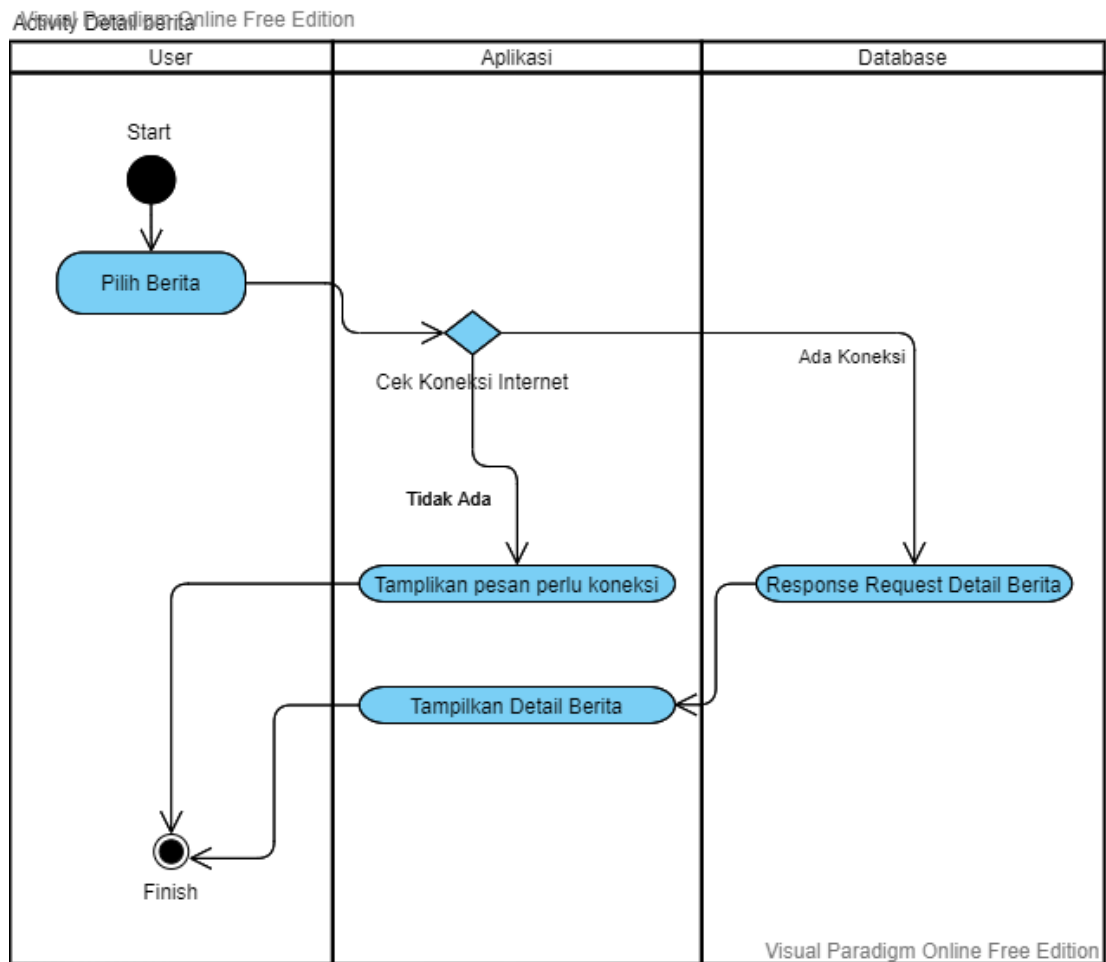 Visual Paradigm Online Free Edition
Activity Detail berita
User
Aplikasi
Database
Start
Pilih Berita
Cek Koneksi Internet
Ada Koneksi
Tidak Ada
Tamplikan pesan perlu koneksi
Response Request Detail Berita
Tampilkan Detail Berita
Finish
Visual Paradigm Online Free Edition